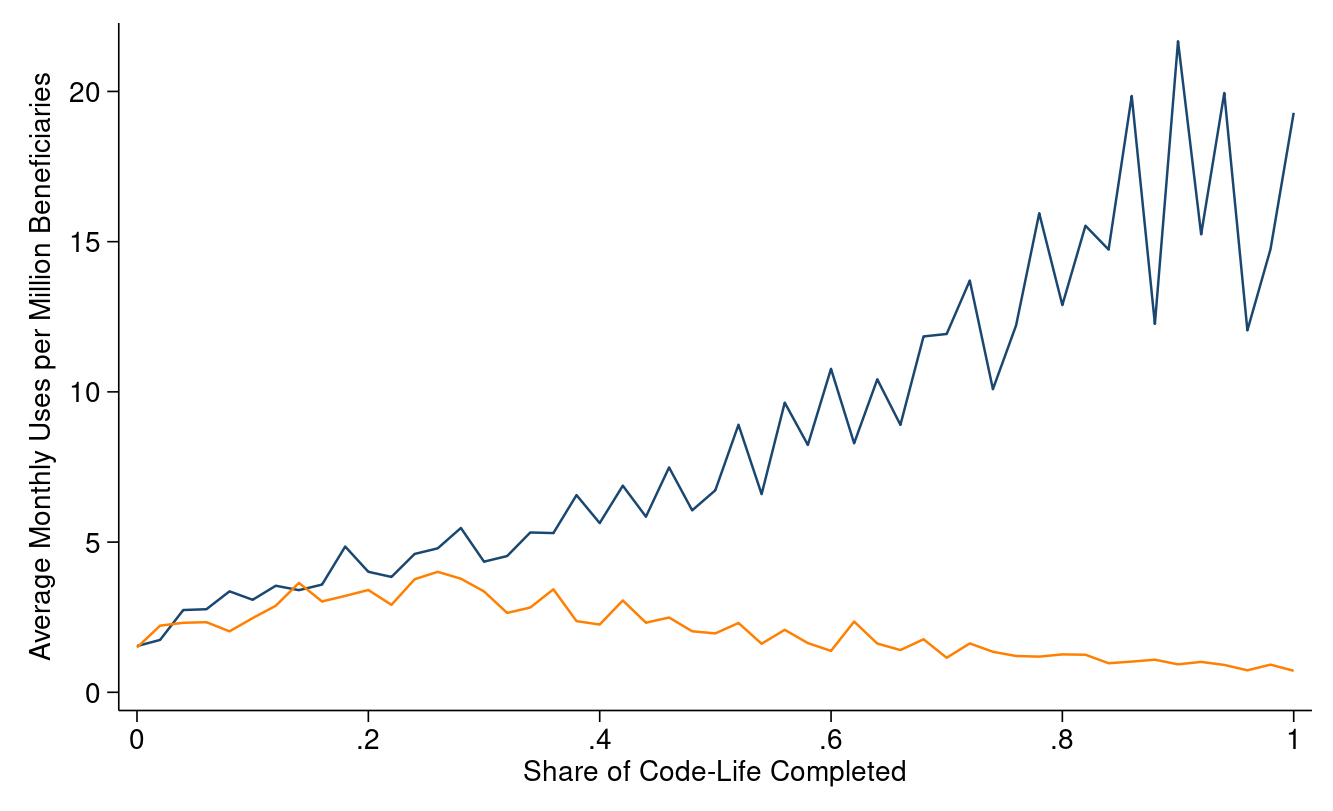 Average Monthly Uses per Million Beneficiaries
20
15
10
5
0
0 .2 .4 .6 .8 1
Share of Code-Life Completed